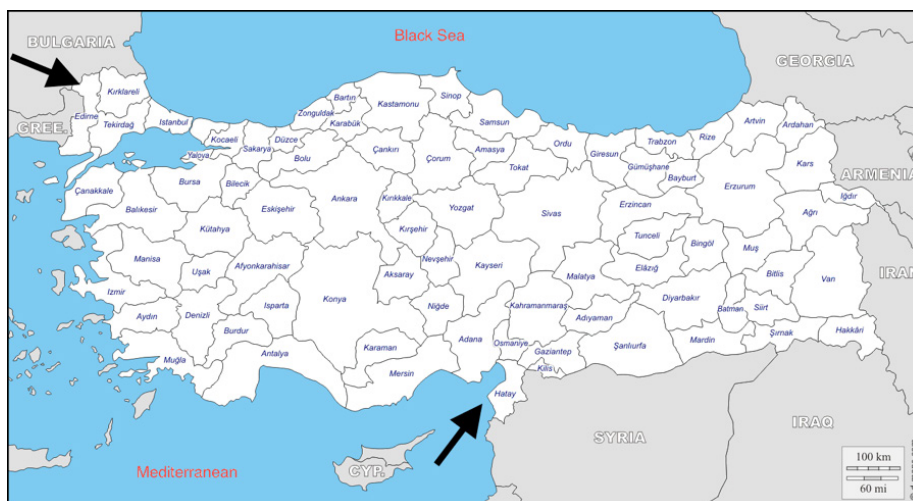 BULGARIA
Black Sea
GEORGIA
Kırklareli
Edirne
Tekirdağ
Istanbul
GREE.
Bartın
Zonguldak
Karabük
Kastamonu
Sinop
Samsun
Artvin
Ardahan
Kocaeli
Yalova
Sakarya
Düzce
Bolu
Çankırı
Çorum
Amasya
Tokat
Ordu
Giresun
Trabzon
Rize
Gümüşhane
Bayburt
Kars
ARMENIA
Iğdır
Çanakkale
Bursa
Bilecik
Balıkesir
Kütahya
Eskişehir
Ankara
Kırıkkale
Yozgat
Sivas
Erzincan
Erzurum
Ağrı
Kırşehir
Tunceli
Bingöl
Muş
Manisa
Uşak
Afyonkarahisar
Nevşehir
Aksaray
Kayseri
Malatya
Elâzığ
Bitlis
Van
IRAN
Izmir
Aydın
Denizli
Isparta
Konya
Niğde
Kahramanmaraş
Adıyaman
Diyarbakır
Batman
Siirt
Burdur
Muğla
Antalya
Karaman
Mersin
Adana
Osmaniye
Gaziantep
Kilis
Şanlıurfa
Mardin
Şırnak
Hakkâri
Hatay
SYRIA
IRAQ
Mediterranean
CYP.
100 km
60 mi